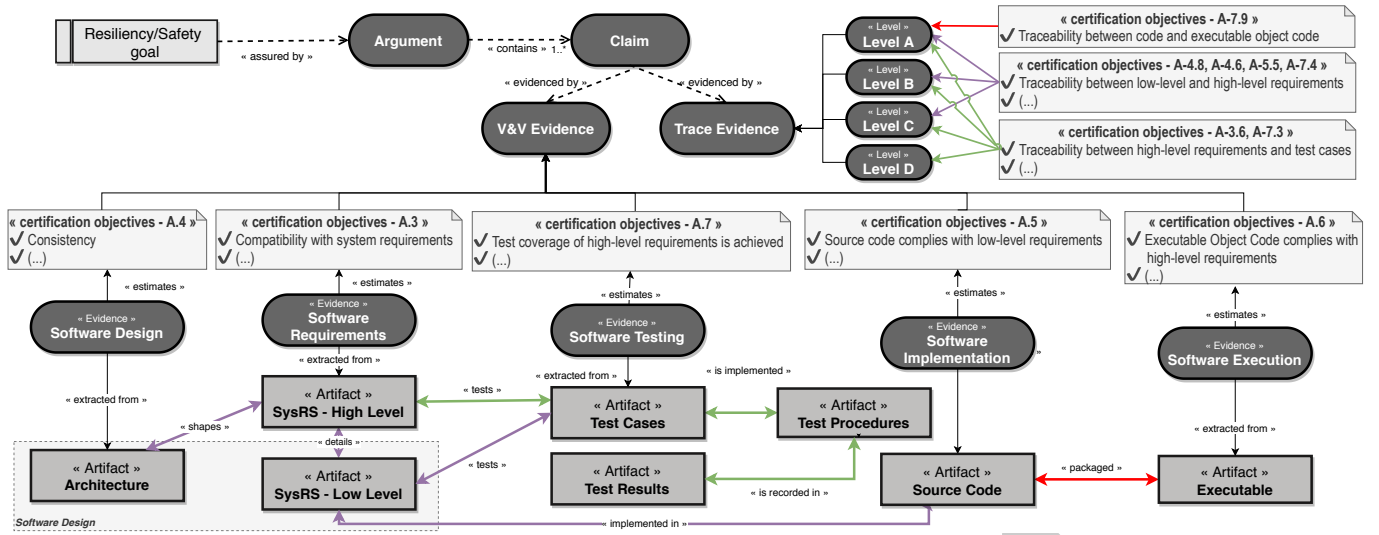 Resiliency/Safety
goal
« assured by »
Argument
« contains »
1..*
Claim
« evidenced by »
« evidenced by »
V&V Evidence
Trace Evidence
« Level »
Level A
« Level »
Level B
« Level »
Level C
« Level »
Level D
« certification objectives - A-7.9 »
✓ Traceability between code and executable object code
« certification objectives - A-4.8, A-4.6, A-5.5, A-7.4 »
✓ Traceability between low-level and high-level requirements
✓ (...)
« certification objectives - A-3.6, A-7.3 »
✓ Traceability between high-level requirements and test cases
✓ (...)
« certification objectives - A.4 »
✓ Consistency
✓ (...)
« certification objectives - A.3 »
✓ Compatibility with system requirements
✓ (...)
« certification objectives - A.7 »
✓ Test coverage of high-level requirements is achieved
✓ (...)
« certification objectives - A.5 »
✓ Source code complies with low-level requirements
✓ (...)
« certification objectives - A.6 »
✓ Executable Object Code complies with
high-level requirements
✓ (...)
« estimates »
« estimates »
« estimates »
« estimates »
« estimates »
« Evidence »
Software Design
« Evidence »
Software
Requirements
« Evidence »
Software Testing
« Evidence »
Software
Implementation
»
« Evidence »
Software Execution
« extracted from »
« extracted from »
« extracted from »
« extracted from »
« is implemented »
« Artifact »
SysRS - High Level
« tests »
« Artifact »
Test Cases
« Artifact »
Test Procedures
« shapes »
« details »
« tests »
« Artifact »
Architecture
« Artifact »
SysRS - Low Level
« Artifact »
Test Results
« is recorded in »
« Artifact »
Source Code
« packaged »
« Artifact »
Executable
Software Design
« implemented in »